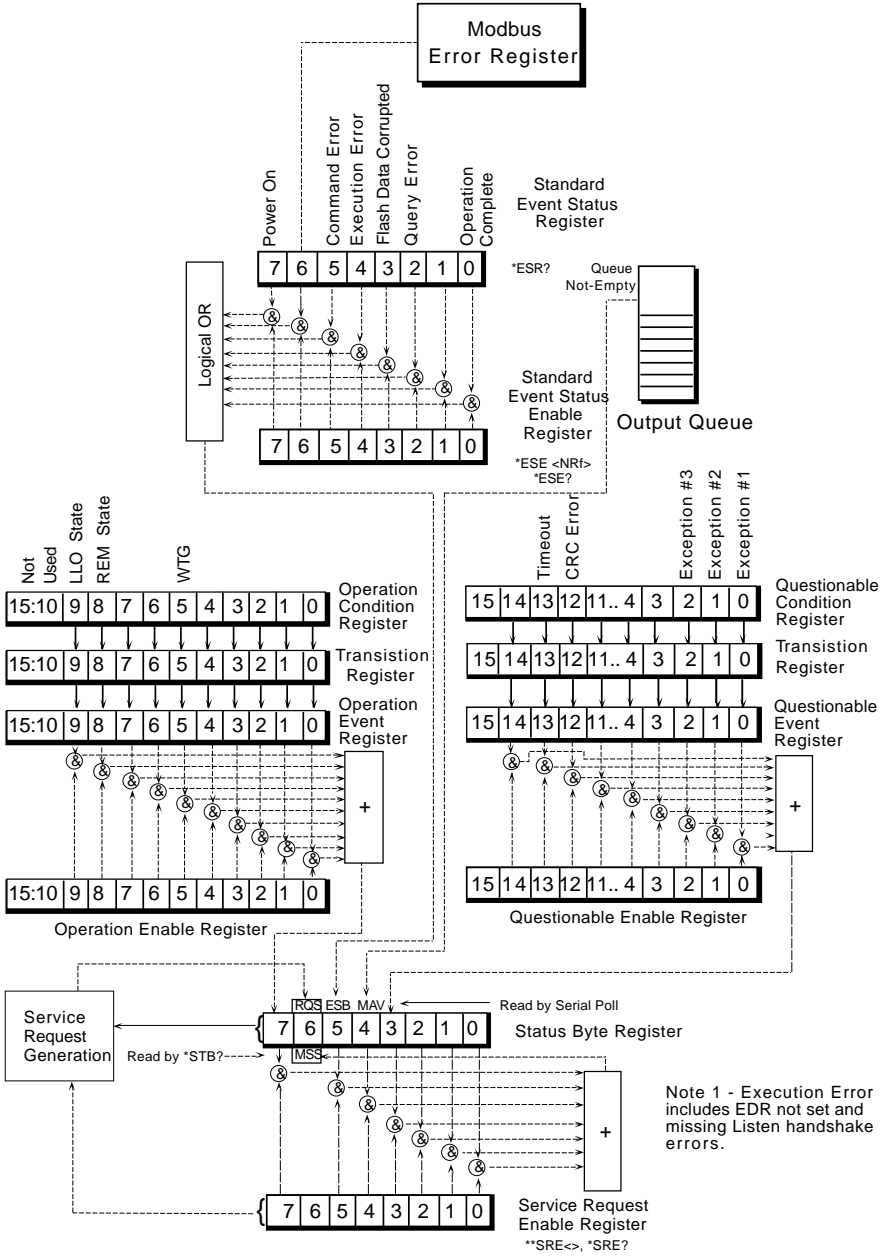 Modbus
Error Register
Power On
Command Error
Execution Error
Flash Data Corrupted
Query Error
Operation
Complete
Standard
Event Status
Register
7 6 5 4 3 2 1 0
*ESR?
Queue
Not-Empty
Logical OR
& & & & & & & &
Standard
Event Status
Enable
Register
Output Queue
7 6 5 4 3 2 1 0
*ESE <NRf>
*ESE?
Not
Used
LLO State
REM State
WTG
Timeout
CRC Error
Exception #3
Exception #2
Exception #1
15:10 9 8 7 6 5 4 3 2 1 0
Operation
Condition
Register
15 14 13 12 11.. 4 3 2 1 0
Questionable
Condition
Register
15:10 9 8 7 6 5 4 3 2 1 0
Transistion
Register
15 14 13 12 11.. 4 3 2 1 0
Transistion
Register
15:10 9 8 7 6 5 4 3 2 1 0
Operation
Event
Register
15 14 13 12 11.. 4 3 2 1 0
Questionable
Event
Register
& & & & & & & & & &
+
& & & & & & & & &
+
15:10 9 8 7 6 5 4 3 2 1 0
Operation Enable Register
15 14 13 12 11.. 4 3 2 1 0
Questionable Enable Register
Service
Request
Generation
RQS ESB MAV
Read by Serial Poll
{ 7 6 5 4 3 2 1 0
Status Byte Register
Read by *STB?
MSS
& & & & & & &
+
Note 1 - Execution Error
includes EDR not set and
missing Listen handshake
errors.
{ 7 6 5 4 3 2 1 0
Service Request
Enable Register
**SRE<>, *SRE?